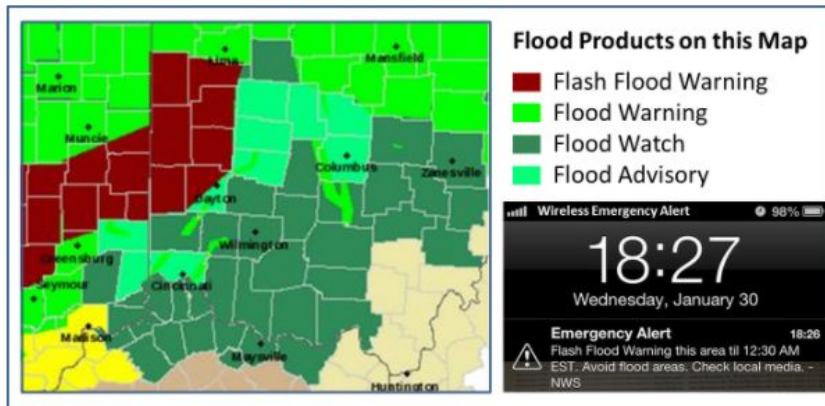 Lima
Mansfield
Marion
Muncie
Columbus
Zanesville
Dayton
Wilmington
Greensburg
Cincinnati
Seymour
Madison
Maysville
Huntington
Flood Products on this Map
Flash Flood Warning
Flood Warning
Flood Watch
Flood Advisory
Wireless Emergency Alert 98%
18:27
Wednesday, January 30
Emergency Alert 18:26
Flash Flood Warning this area til 12:30 AM
EST. Avoid flood areas. Check local media. -
NWS